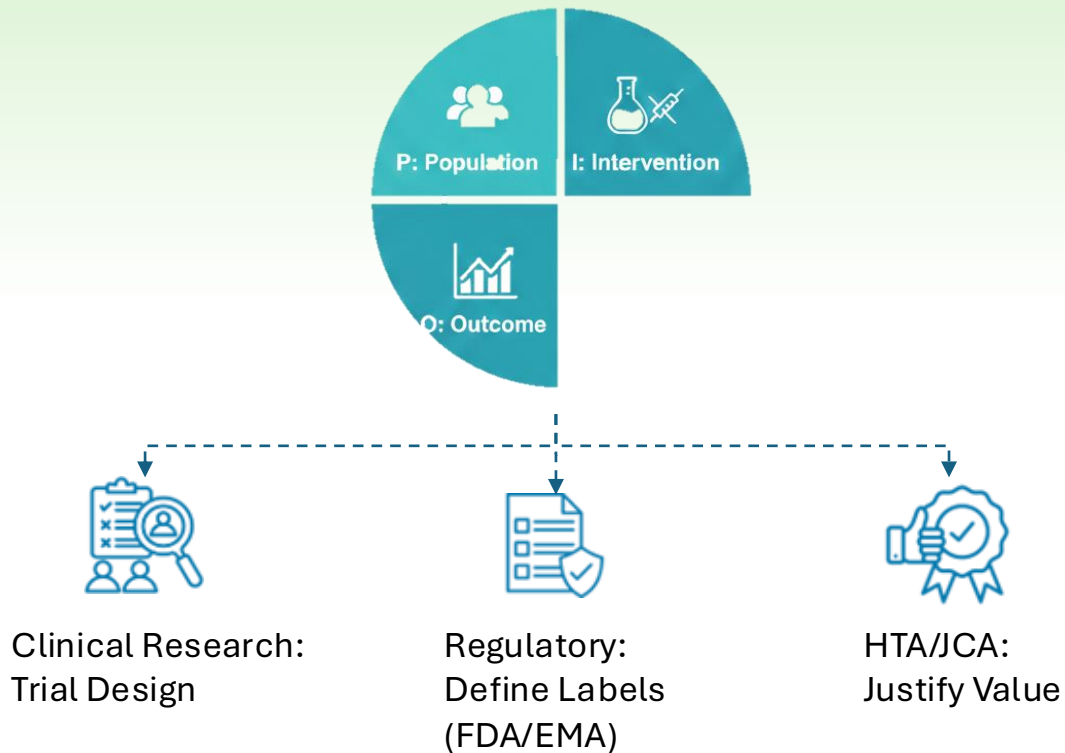 P: Population
I: Intervention
O: Outcome
Clinical Research:
Trial Design
Regulatory:
Define Labels
(FDA/EMA)
HTA/JCA:
Justify Value